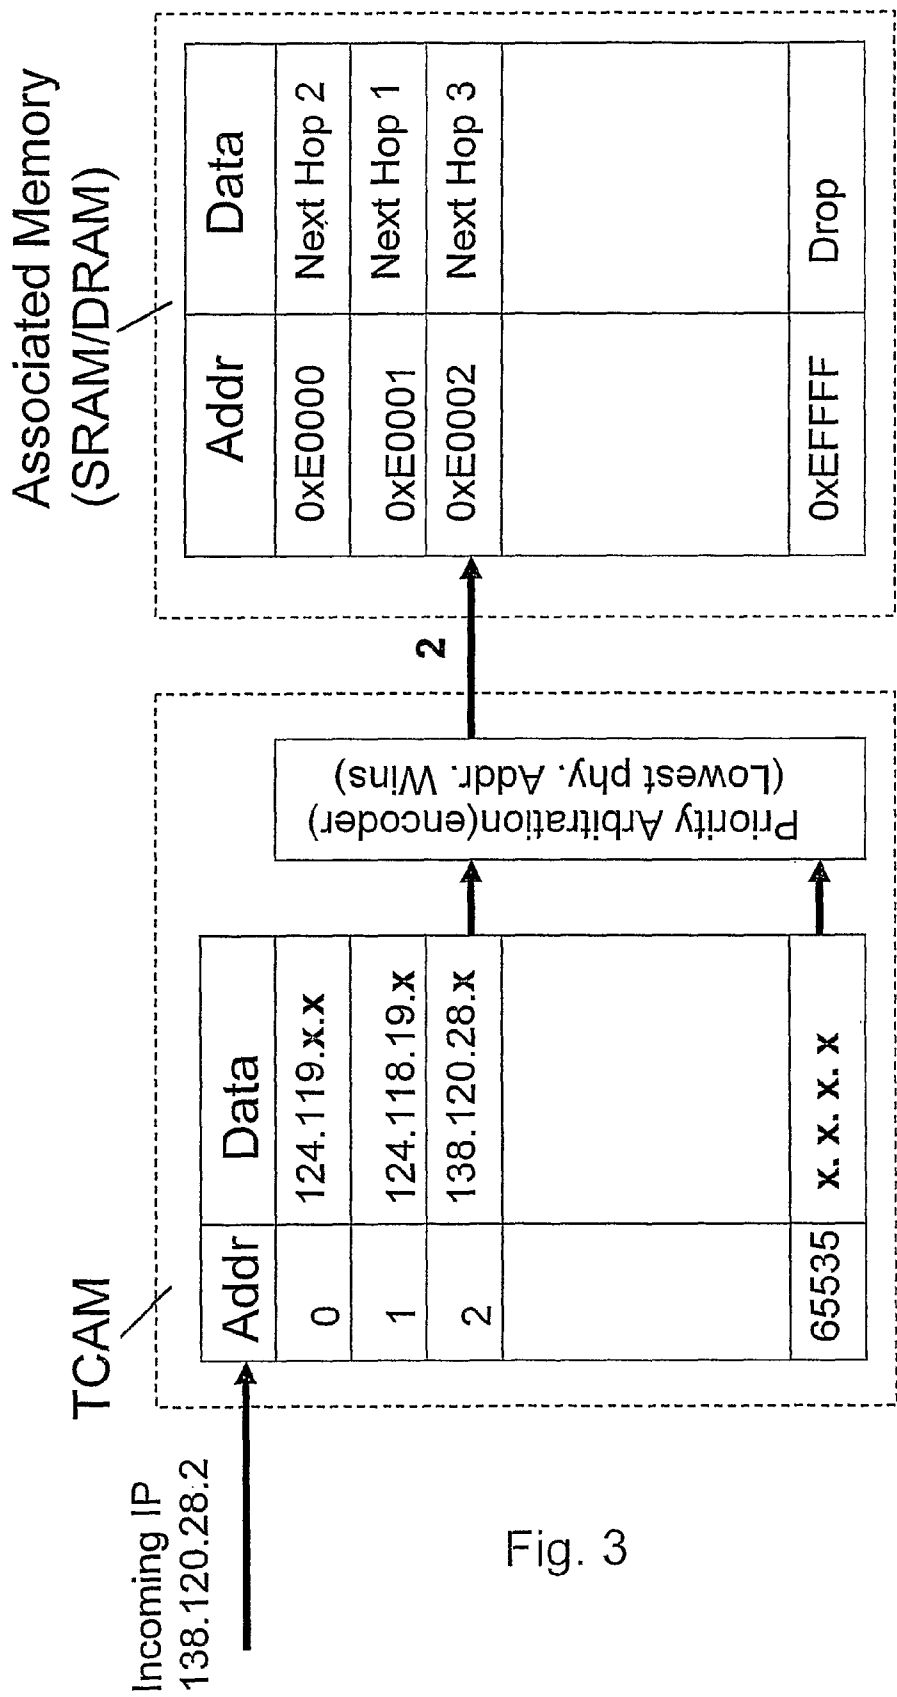 Incoming IP
138.120.28.2
TCAM
Addr Data
0 124.119.x.x
1 124.118.19.x
2 138.120.28.x
65535 x. x. x. x
Priority Arbitration(encoder)
(Lowest phy. Addr. Wins)
2
Associated Memory
(SRAM/DRAM)
Addr Data
0xE0000 Next Hop 2
0xE0001 Next Hop 1
0xE0002 Next Hop 3
0xEFFFF Drop
Fig. 3